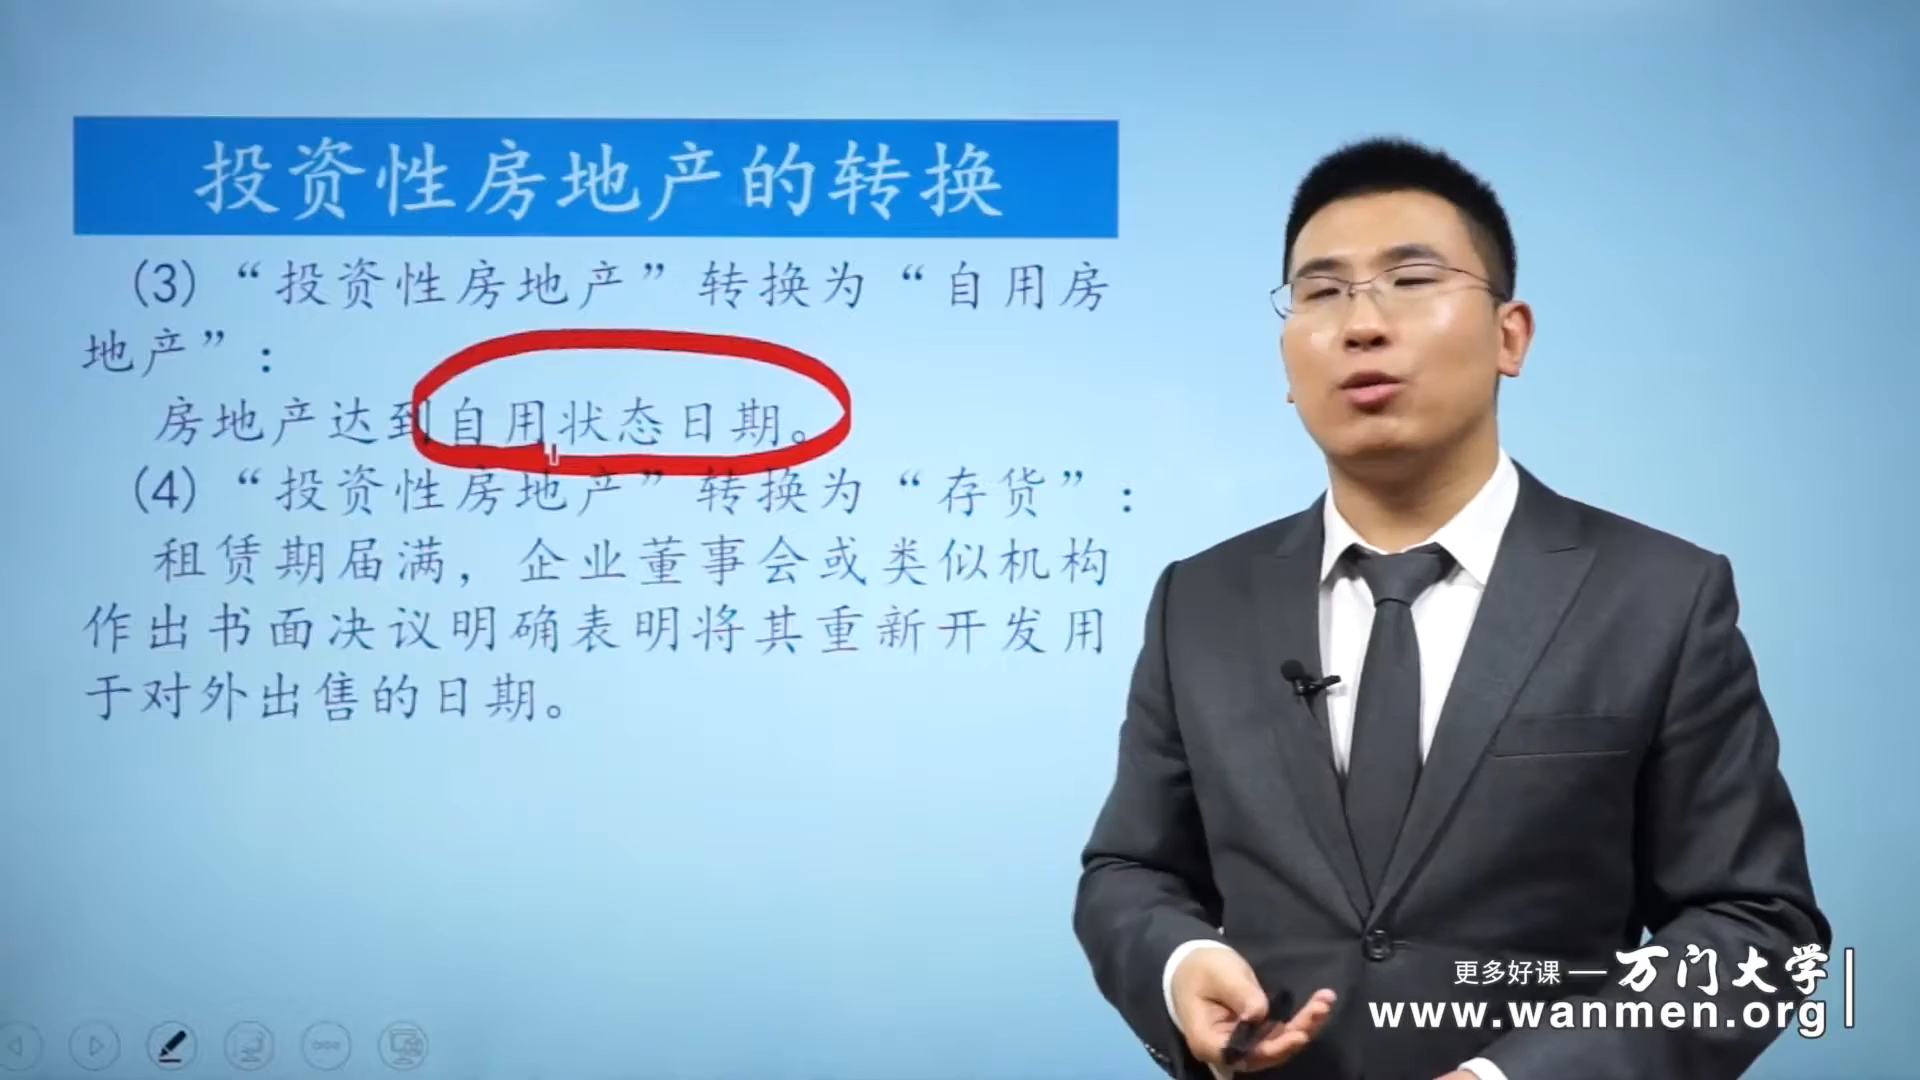 投资性房地产的转换
(3)“投资性房地产”转换为“自用房
地产”:
房地产达到自用状态日期。
(4)“投资性房地产”转换为“存货”:
租赁期届满,企业董事会或类似机构
作出书面决议明确表明将其重新开发用
于对外出售的日期。
更多好课—万门大学
www.wanmen.org